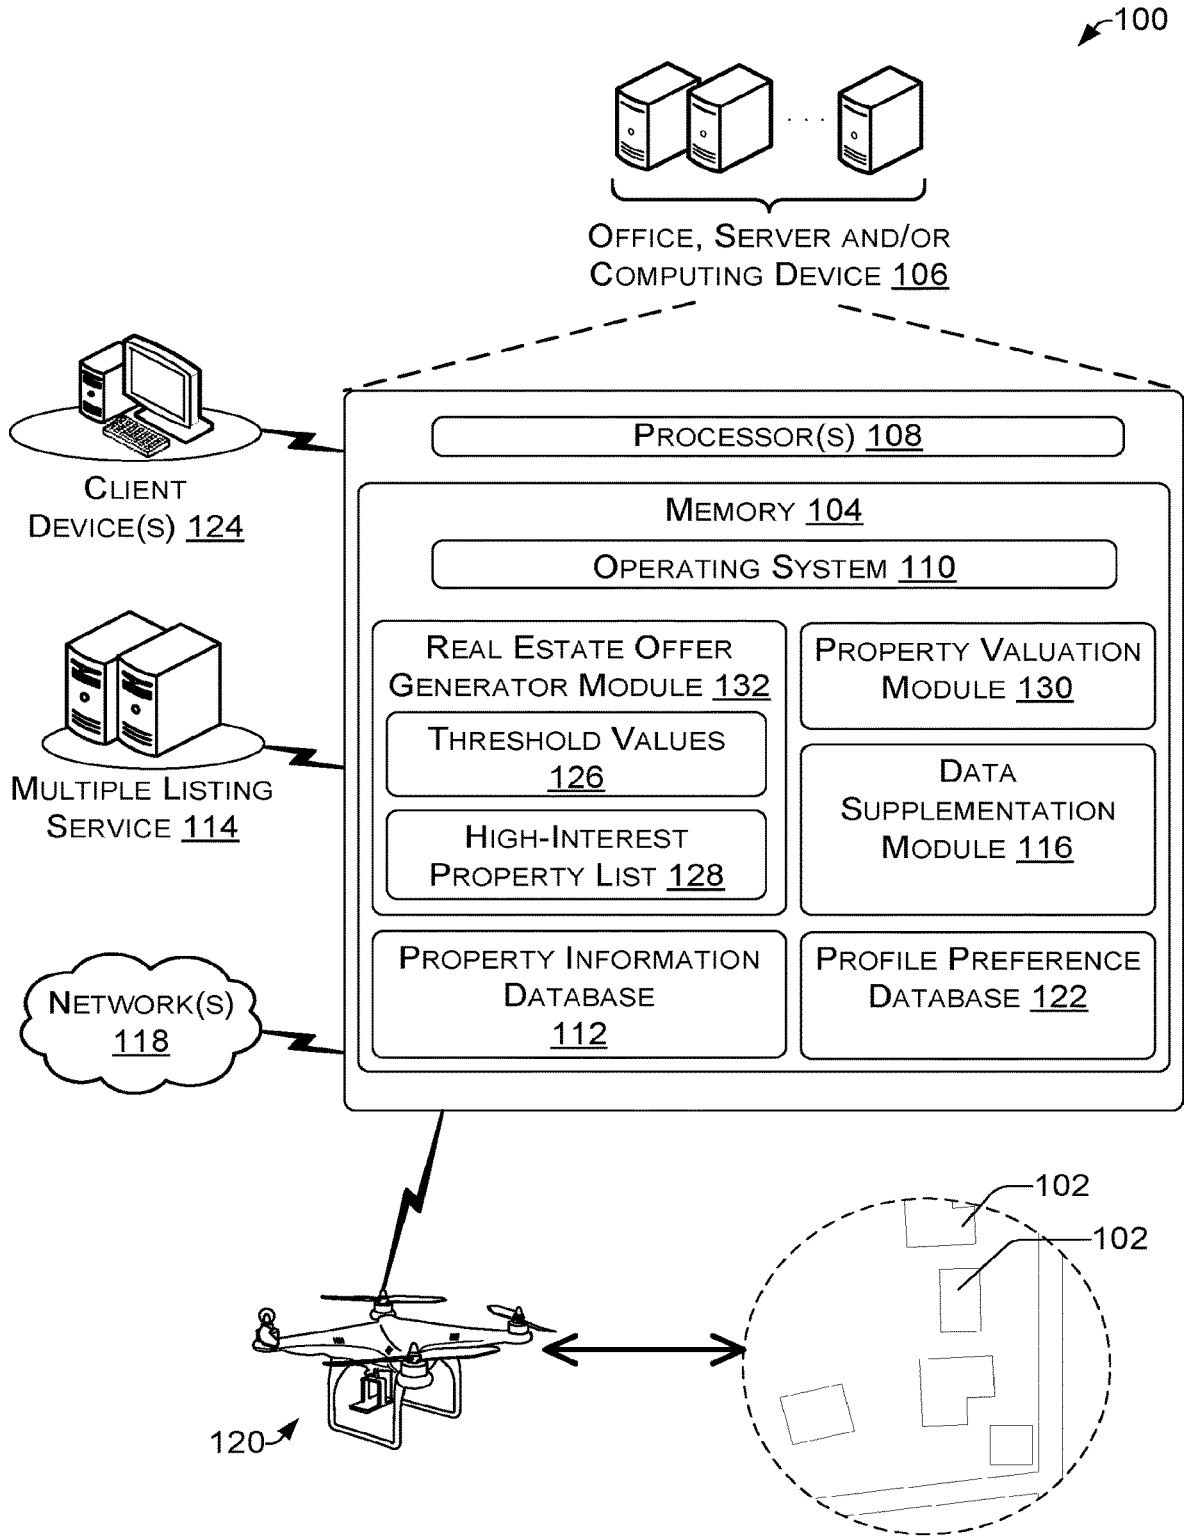 100
OFFICE, SERVER AND/OR
COMPUTING DEVICE 106
PROCESSOR(S) 108
MEMORY 104
OPERATING SYSTEM 110
CLIENT
DEVICE(S) 124
REAL ESTATE OFFER
GENERATOR MODULE 132
THRESHOLD VALUES
126
HIGH-INTEREST
PROPERTY LIST 128
PROPERTY VALUATION
MODULE 130
DATA
SUPPLEMENTATION
MODULE 116
MULTIPLE LISTING
SERVICE 114
PROPERTY INFORMATION
DATABASE
112
PROFILE PREFERENCE
DATABASE 122
NETWORK(S)
118
102
102
120